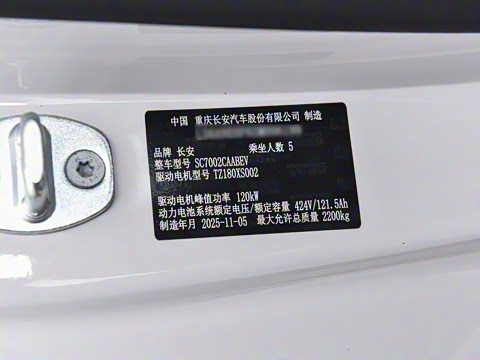 中国 重庆长安汽车股份有限公司 制造
品牌 长安 乘坐人数 5
整车型号 SC7002CAABEV
驱动电机型号 TZ180XS002
驱动电机峰值功率 120kW
动力电池系统额定电压/额定容量 424V/121.5Ah
制造年月 2025-11-05 最大允许总质量 2200kg